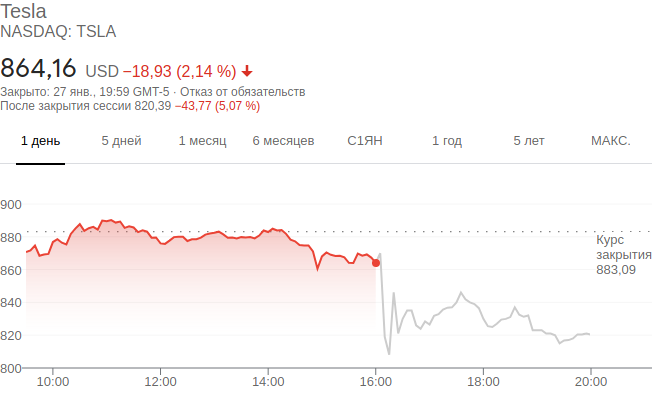 Tesla
NASDAQ: TSLA
864,16 USD −18,93 (2,14 %)
Закрыто: 27 янв., 19:59 GMT-5 · Отказ от обязательств
После закрытия сессии 820,39 −43,77 (5,07 %)
1 день 5 дней 1 месяц 6 месяцев С1ЯН 1 год 5 лет МАКС.
900
880
Курс
закрытия
883,09
860
840
820
800
10:00 12:00 14:00 16:00 18:00 20:00